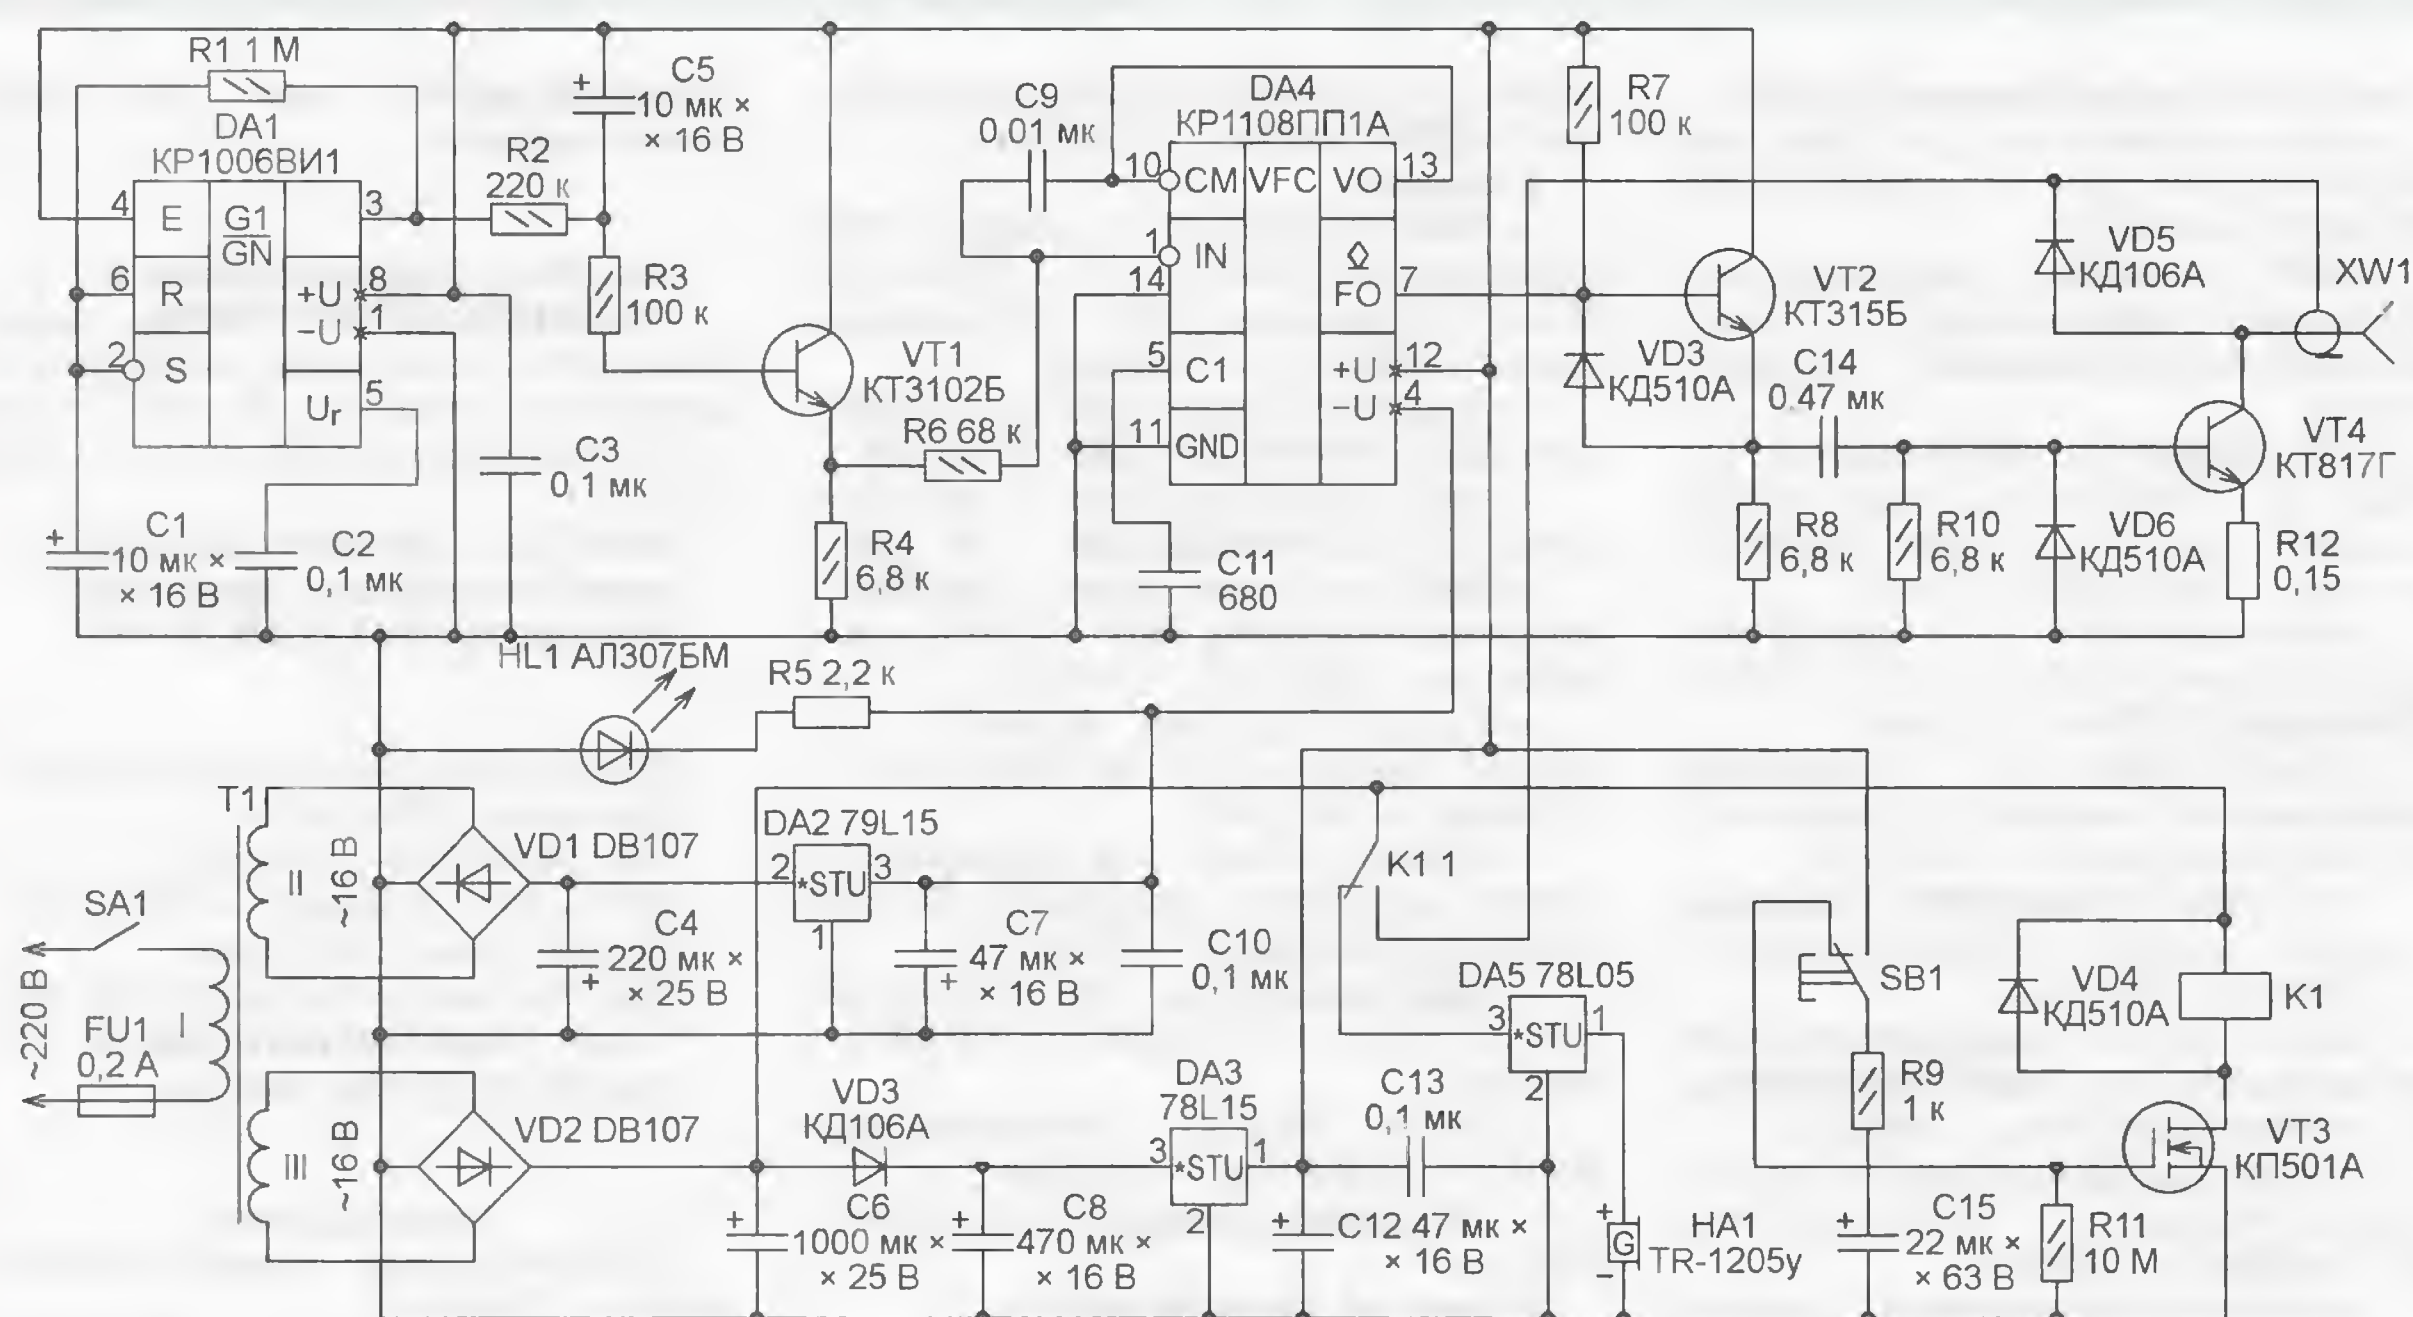 R1 1 М
DA1
КР1006ВИ1
4
E
G1
GN
3
6
R
+U
8
–U
1
2
S
Ur
5
R2
220 к
C5
+
10 мк ×
× 16 В
R3
100 к
VT1
КТ3102Б
C3
0,1 мк
+
C1
10 мк ×
× 16 В
C2
0,1 мк
R4
6,8 к
R6 68 к
C9
0,01 мк
DA4
КР1108ПП1А
10
CM
VFC
VO
13
1
IN
14
FO
7
5
C1
+U
12
–U
4
11
GND
C11
680
R7
100 к
VT2
КТ315Б
VD3
КД510А
C14
0,47 мк
R8
6,8 к
R10
6,8 к
VD5
КД106А
XW1
VT4
КТ817Г
VD6
КД510А
R12
0,15
HL1 АЛ307БМ
R5 2,2 к
T1
II
~16 В
VD1 DB107
DA2 79L15
2
*STU
3
1
SA1
~220 В
FU1
0,2 А
I
C4
220 мк ×
+
× 25 В
C7
47 мк ×
+
× 16 В
C10
0,1 мк
K1 1
DA5 78L05
3
*STU
1
2
SB1
VD4
КД510А
K1
III
~16 В
VD2 DB107
VD3
КД106А
DA3
78L15
3
*STU
1
2
C13
0,1 мк
R9
1 к
VT3
КП501А
+
C6
1000 мк ×
× 25 В
+
C8
470 мк ×
× 16 В
+
C12 47 мк ×
× 16 В
+
G
–
HA1
TR-1205y
+
C15
22 мк ×
× 63 В
R11
10 М